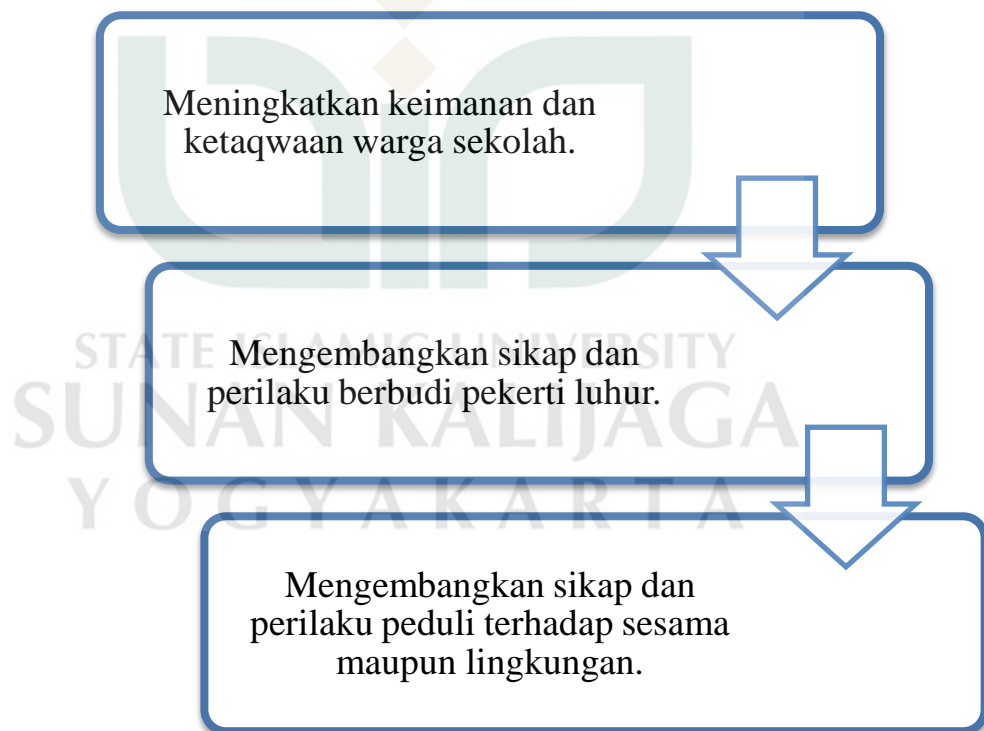 Meningkatkan keimanan dan
ketaqwaan warga sekolah.
STATE ISLAMIC UNIVERSITY
Mengembangkan sikap dan
perilaku berbudi pekerti luhur.
SUNAN KALIJAGA
YOGYAKARTA
Mengembangkan sikap dan
perilaku peduli terhadap sesama
maupun lingkungan.